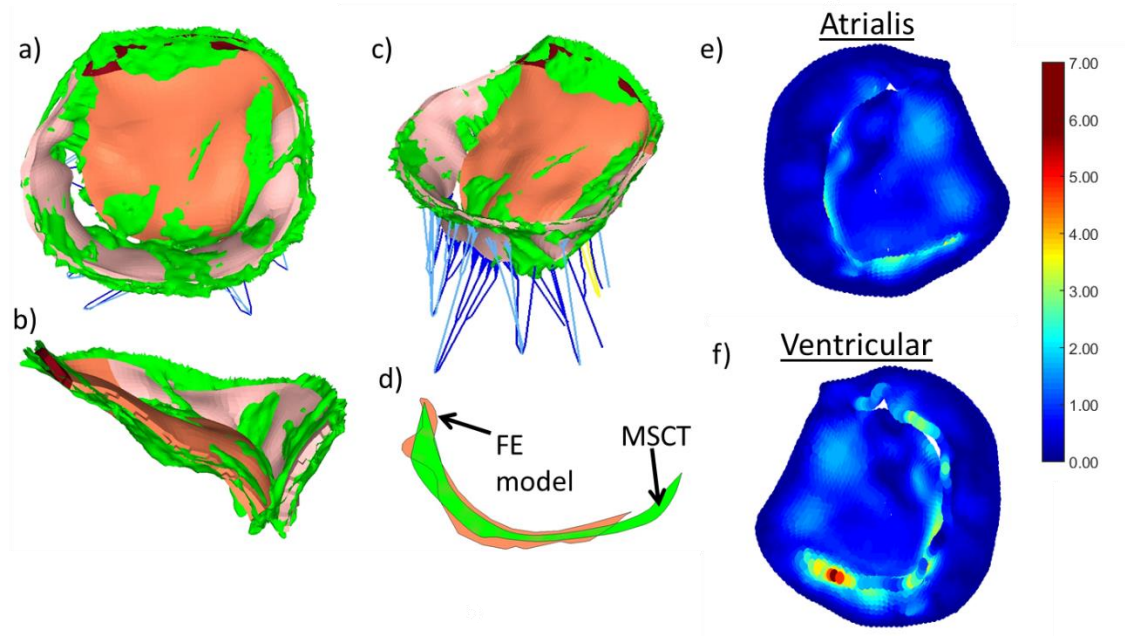 a)
c)
e)
Atrialis
7.00
6.00
5.00
4.00
3.00
2.00
1.00
0.00
b)
d)
FE
model
MSCT
f)
Ventricular